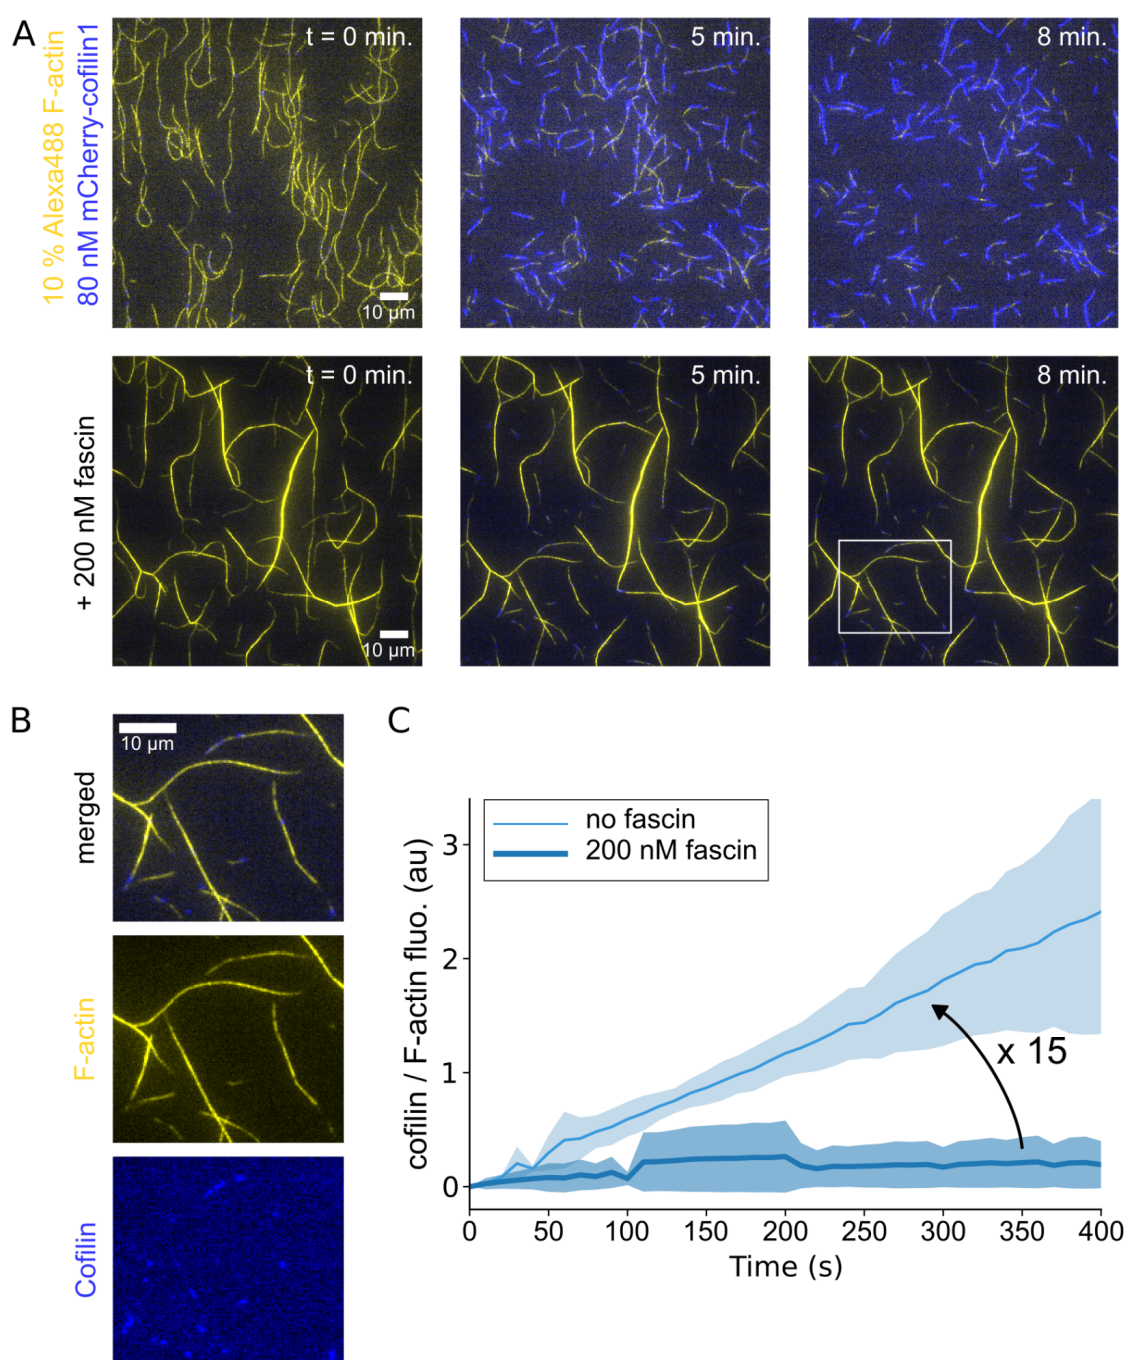 A
10 % Alexa488 F-actin
80 nM mCherry-cofilin1
t = 0 min.
5 min.
8 min.
10 µm
+ 200 nM fascin
t = 0 min.
5 min.
8 min.
10 µm
B
merged
10 µm
F-actin
Cofilin
C
no fascin
200 nM fascin
x 15
cofilin / F-actin fluo. (au)
3
2
1
0
0 50 100 150 200 250 300 350 400
Time (s)